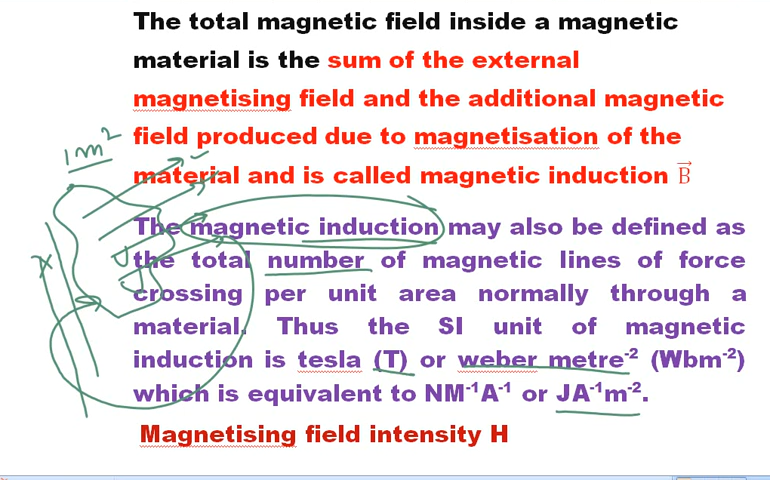 The total magnetic field inside a magnetic
material is the sum of the external
magnetising field and the additional magnetic
field produced due to magnetisation of the
1m²
material and is called magnetic induction B⃗
The magnetic induction may also be defined as
the total number of magnetic lines of force
crossing per unit area normally through a
material. Thus the SI unit of magnetic
induction is tesla (T) or weber metre⁻² (Wbm⁻²)
which is equivalent to NM⁻¹A⁻¹ or JA⁻¹m⁻².
Magnetising field intensity H